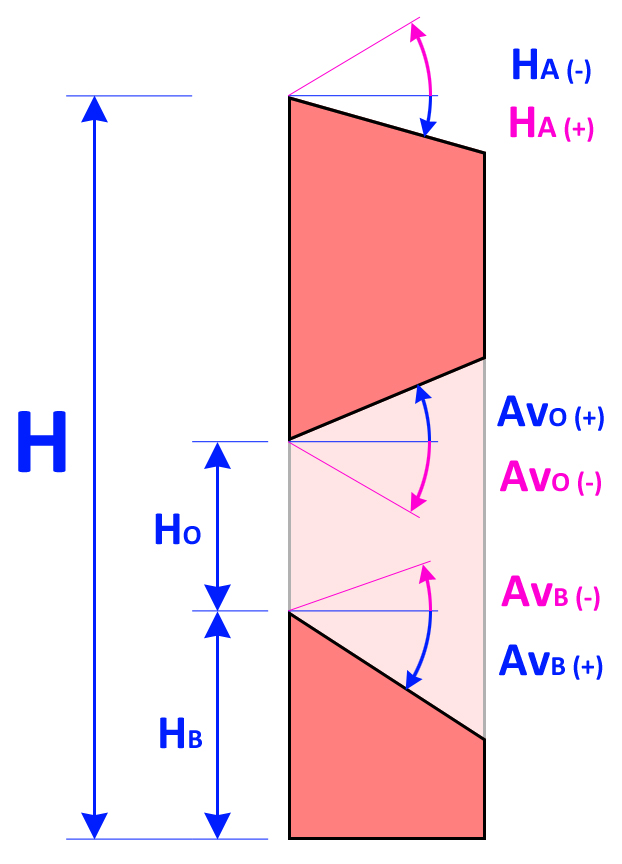 HA (-)
HA (+)
H
AvO (+)
AvO (-)
HO
AvB (-)
AvB (+)
HB